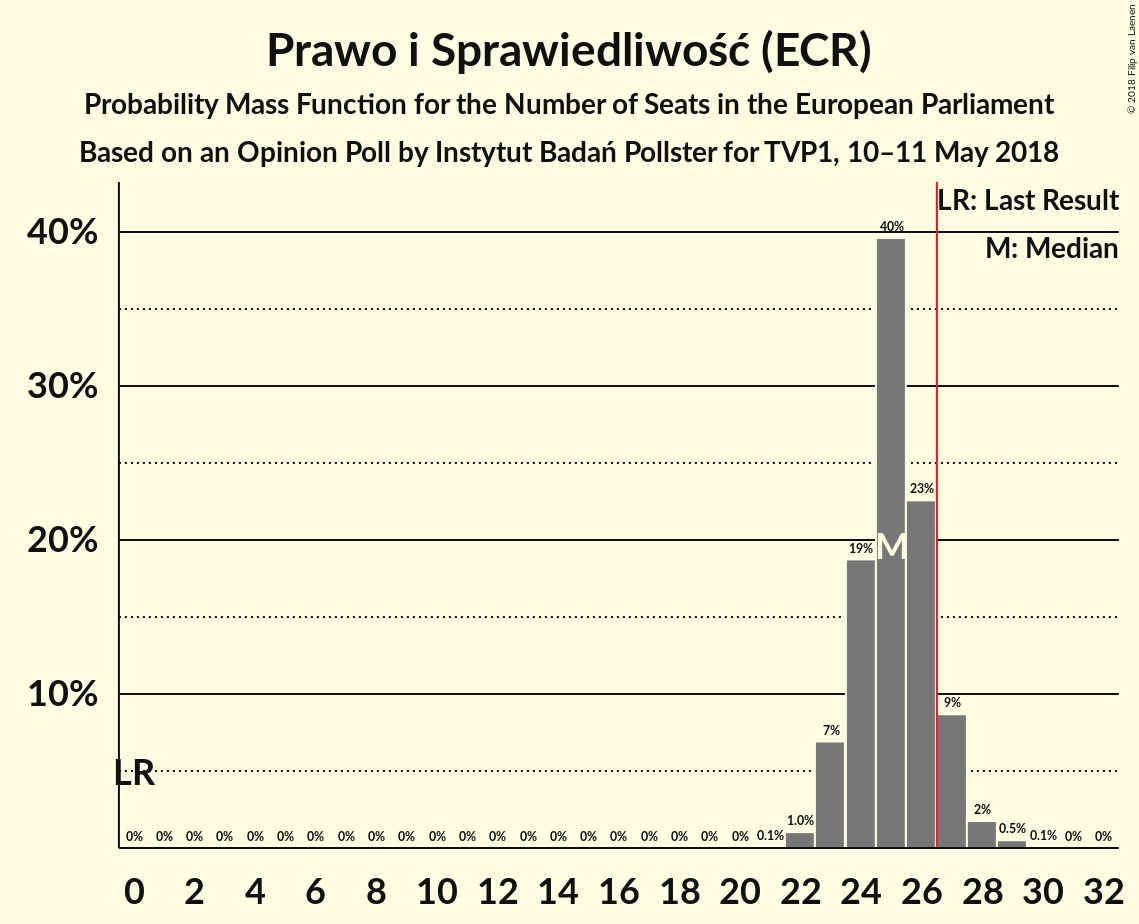 Prawo i Sprawiedliwość (ECR)
Probability Mass Function for the Number of Seats in the European Parliament
Based on an Opinion Poll by Instytut Badań Pollster for TVP1, 10–11 May 2018
© 2018 Filip van Laenen
LR: Last Result
M: Median
40%
30%
20%
10%
40%
23%
19%
M
9%
7%
LR
2%
1.0%
0.5%
0% 0% 0% 0% 0% 0% 0% 0% 0% 0% 0% 0% 0% 0% 0% 0% 0% 0% 0% 0% 0% 0.1% 0.1% 0% 0%
0 2 4 6 8 10 12 14 16 18 20 22 24 26 28 30 32